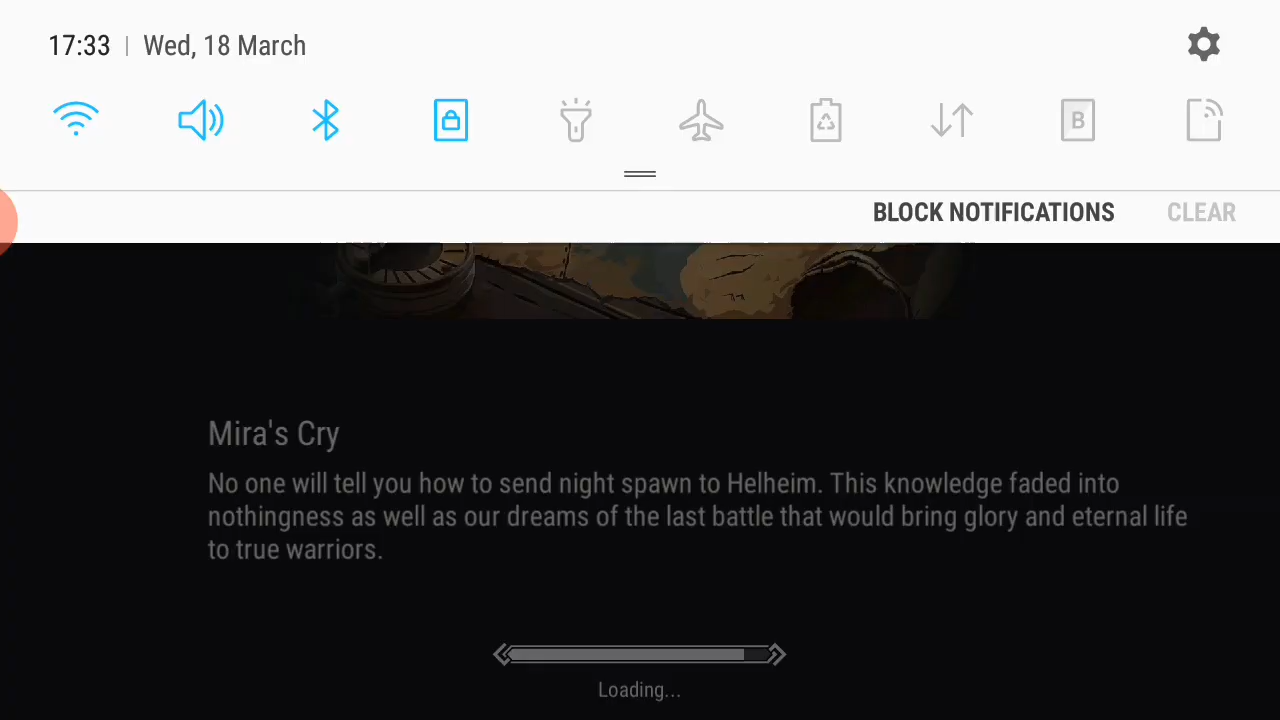 17:33 | Wed, 18 March
B
BLOCK NOTIFICATIONS CLEAR
Mira's Cry
No one will tell you how to send night spawn to Helheim. This knowledge faded into
nothingness as well as our dreams of the last battle that would bring glory and eternal life
to true warriors.
Loading...